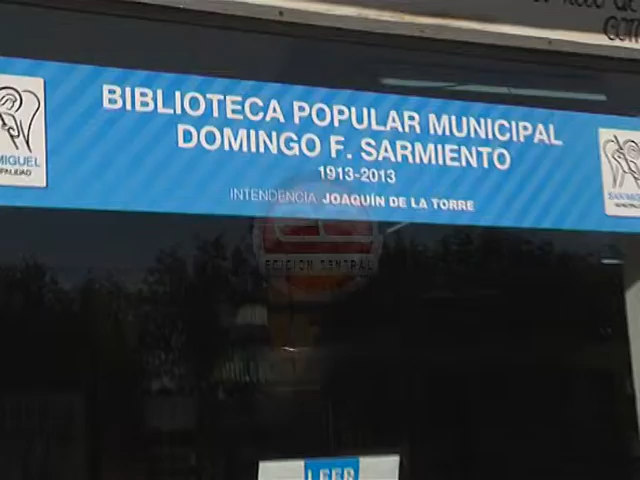 BIBLIOTECA POPULAR MUNICIPAL
DOMINGO F. SARMIENTO
1913-2013
INTENDENCIA JOAQUÍN DE LA TORRE
MIGUEL
EDICION CENTRAL
LEER